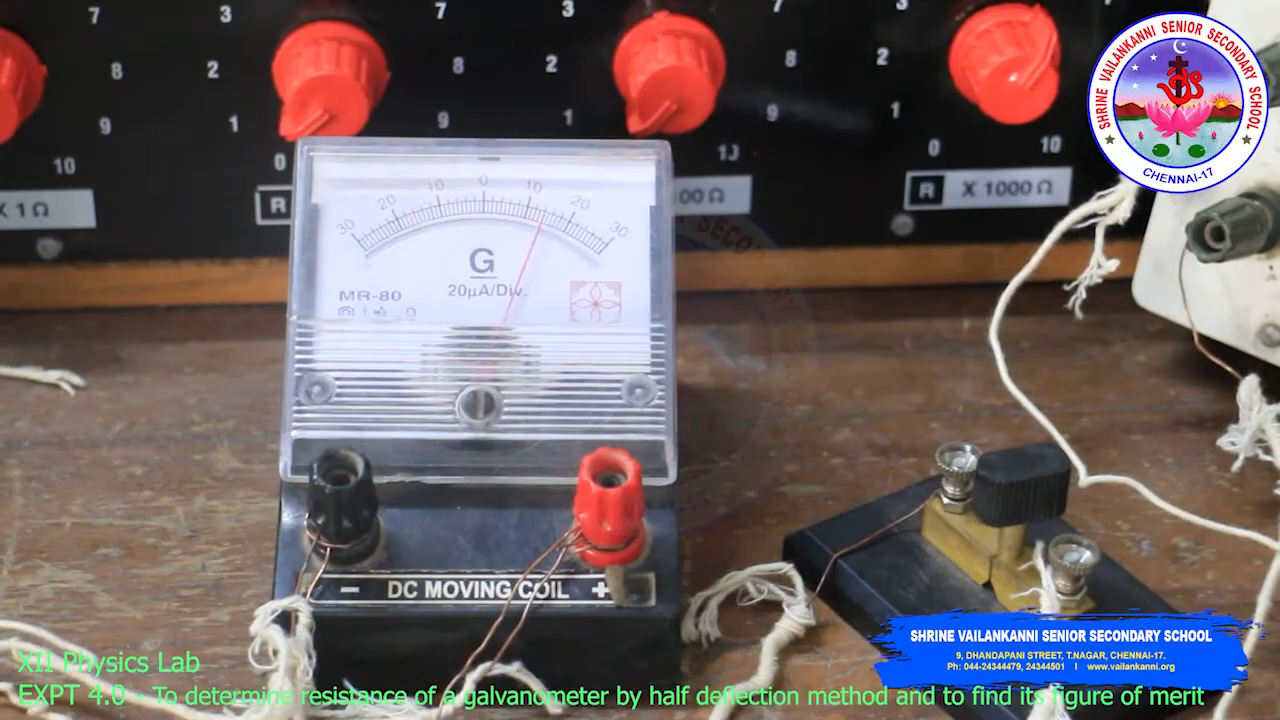 3 7 3 7 3
8 2 8 2 8 2
9 1 9 1 9 1
10 0 10 0 10
X 1 Ω
R
00 Ω
R X 1000 Ω
SHRINE VAILANKANNI SENIOR SECONDARY SCHOOL
CHENNAI-17
30 20 10 0 10 20 30
G
20μA/Div.
MR-80
− DC MOVING COIL +
SHRINE VAILANKANNI SENIOR SECONDARY SCHOOL
9, DHANDAPANI STREET, T.NAGAR, CHENNAI-17.
Ph: 044-24344479, 24344501 I www.vailankanni.org
XII Physics Lab
EXPT 4.0 - To determine resistance of a galvanometer by half deflection method and to find its figure of merit